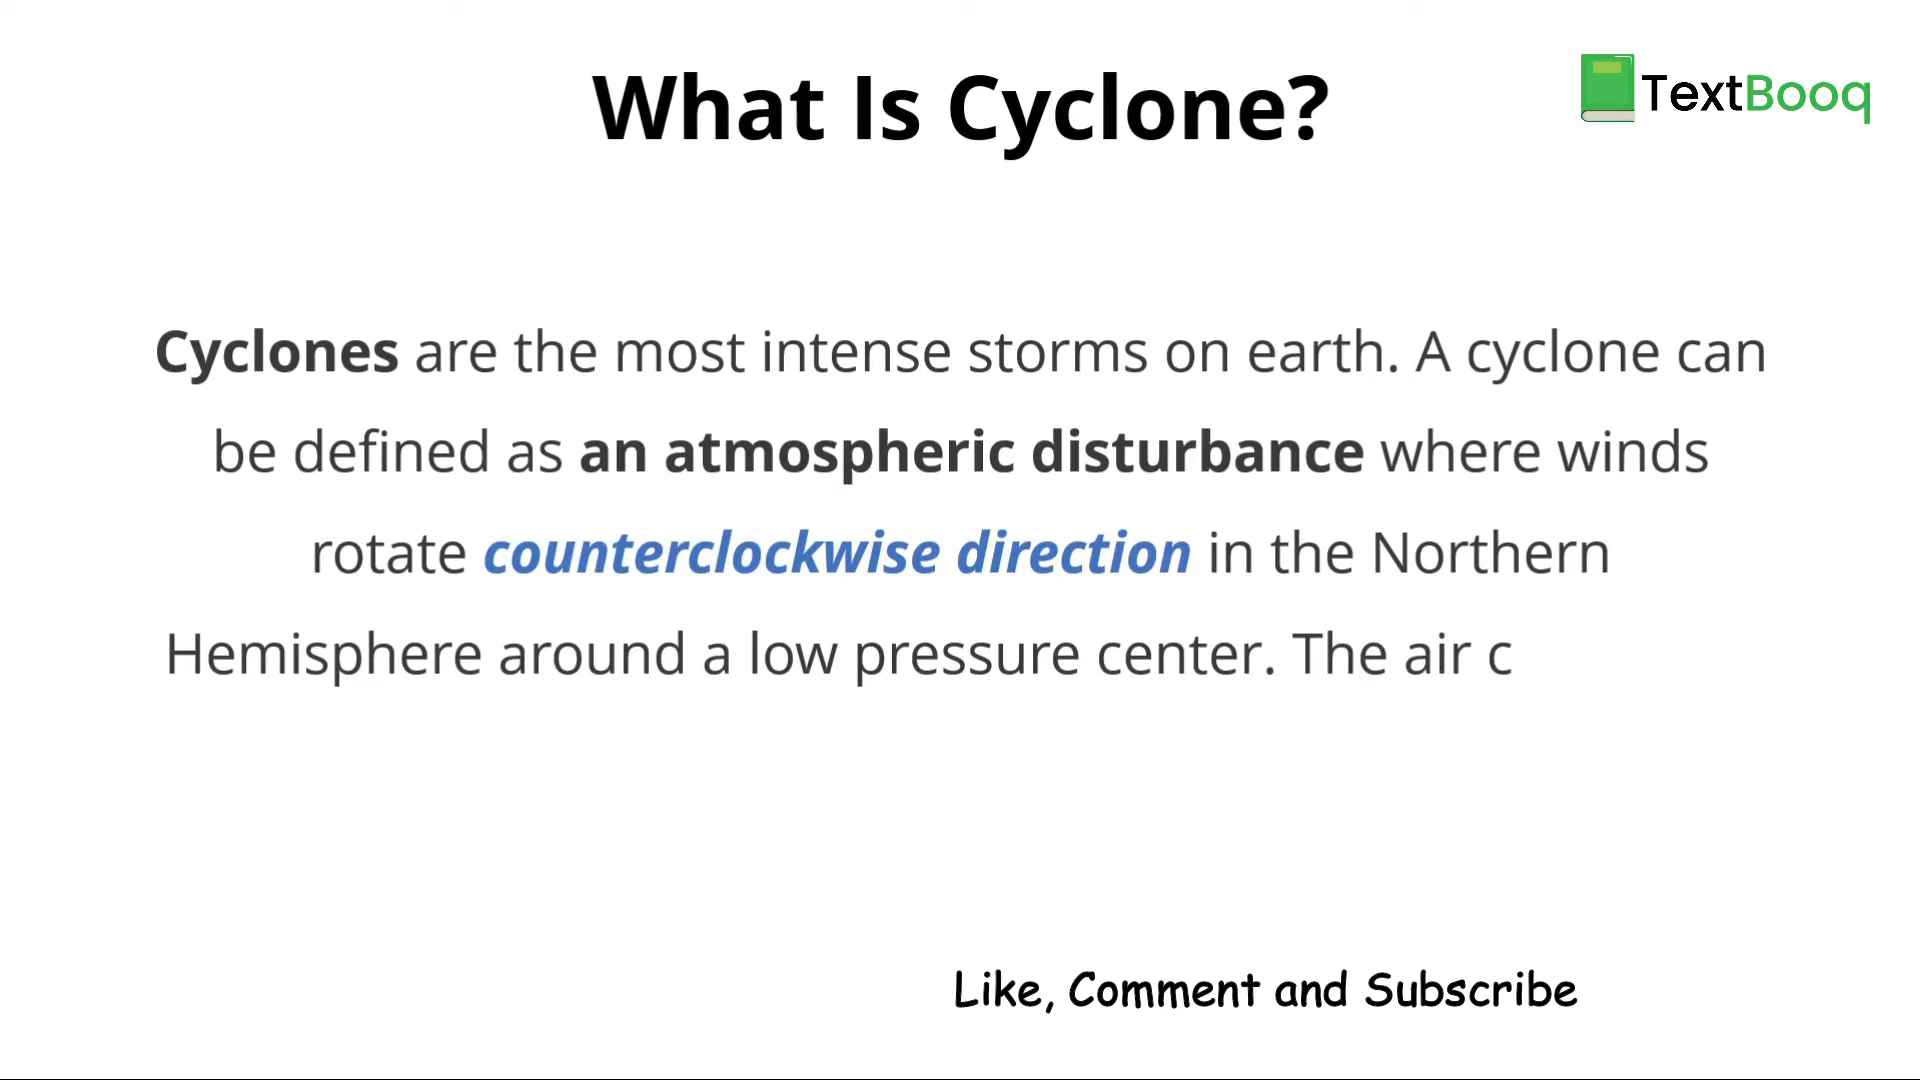 What Is Cyclone?
TextBooq
Cyclones are the most intense storms on earth. A cyclone can
be defined as an atmospheric disturbance where winds
rotate counterclockwise direction in the Northern
Hemisphere around a low pressure center. The air c
Like, Comment and Subscribe